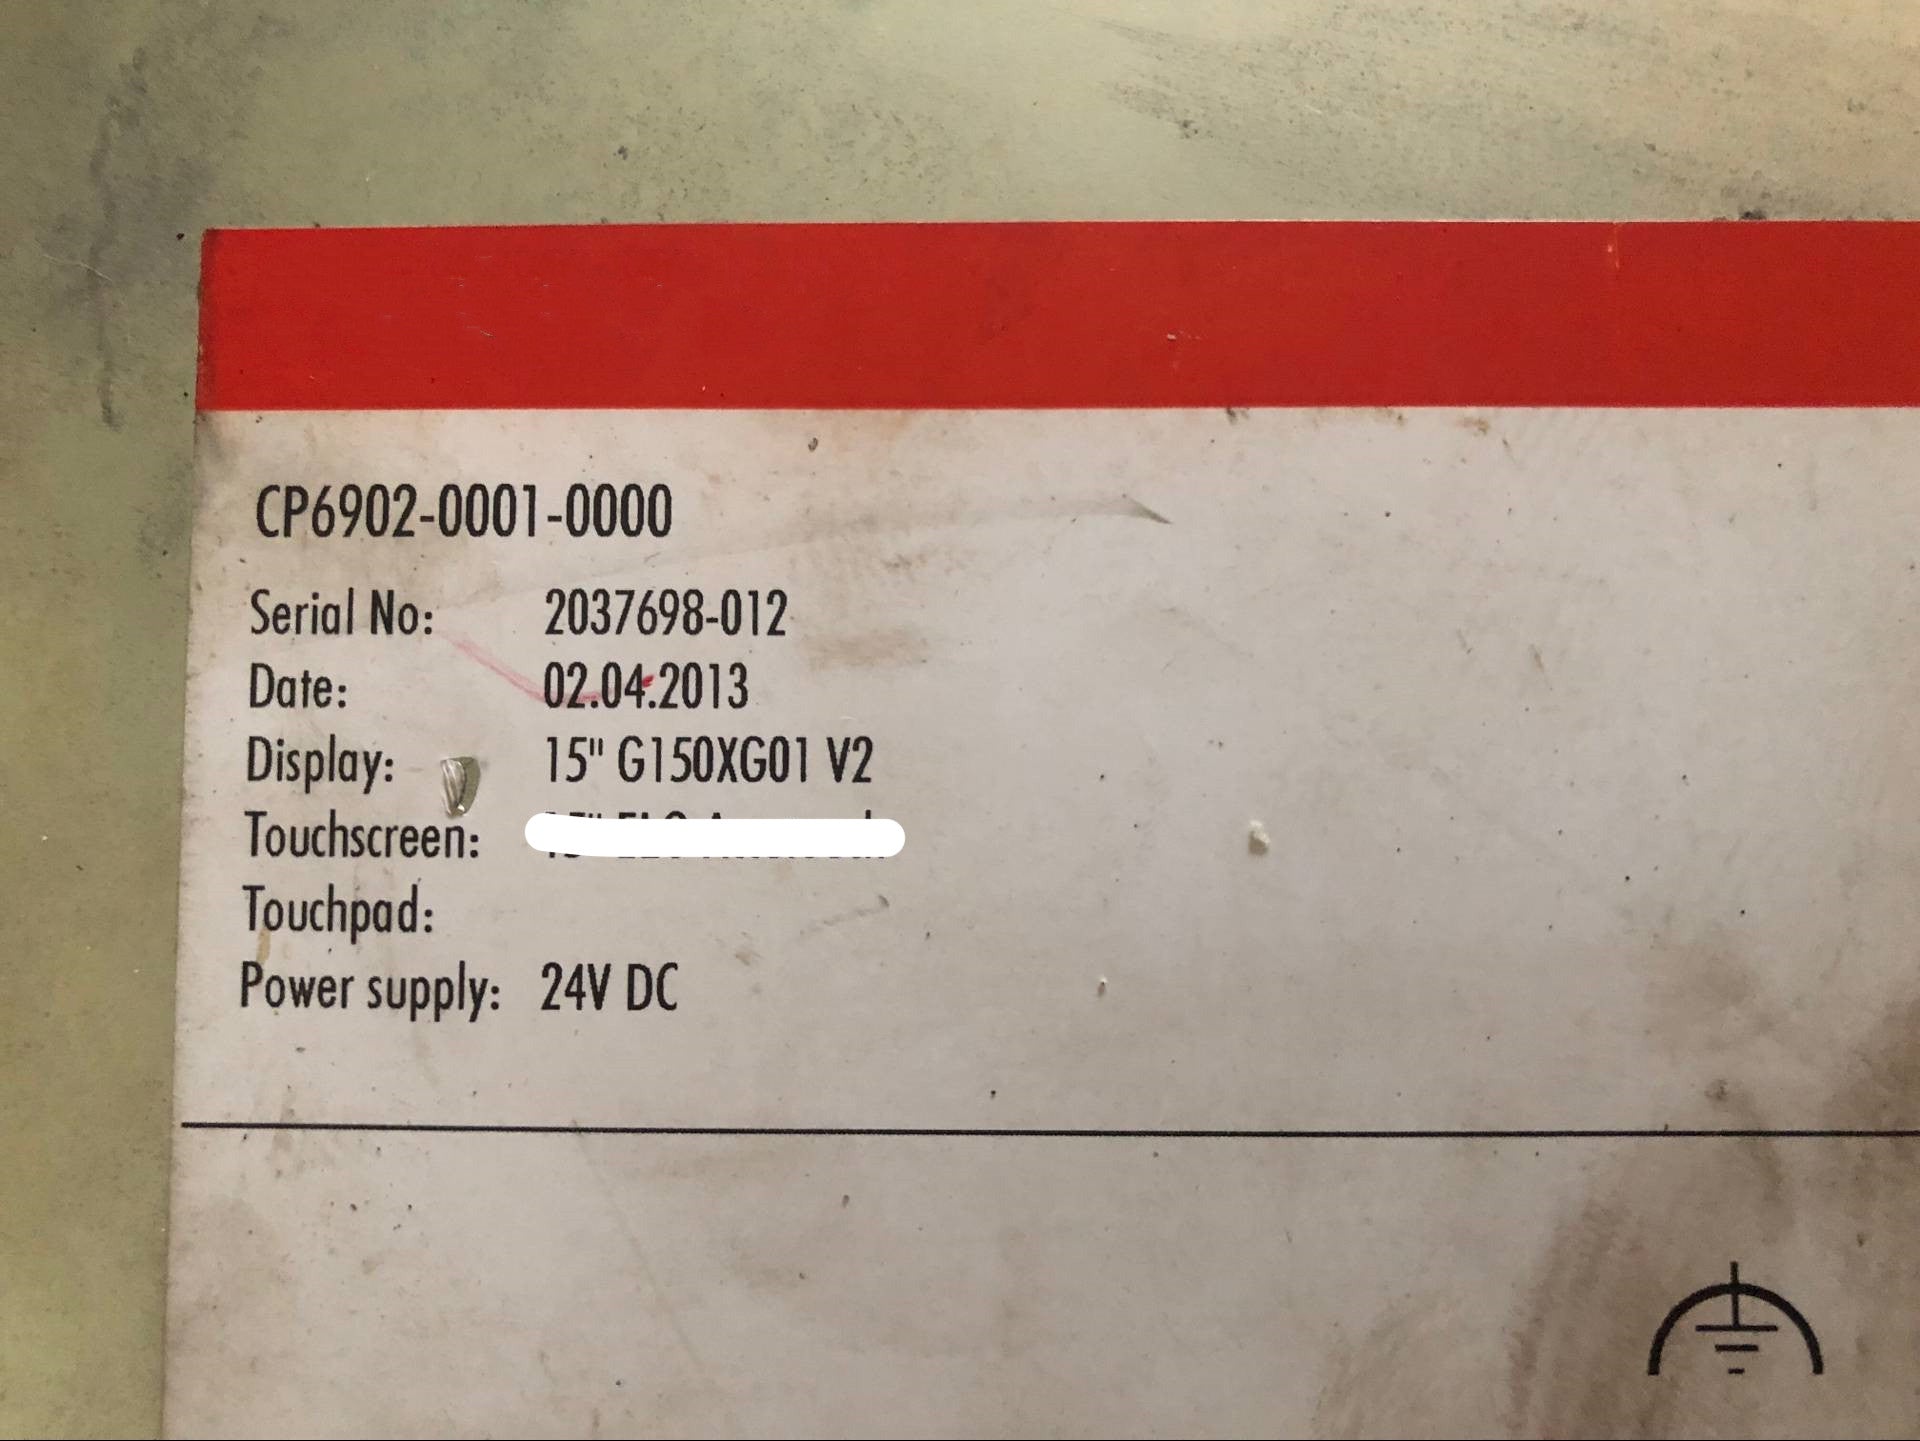 CP6902-0001-0000
Serial No: 2037698-012
Date: 02.04.2013
Display: 15" G150XG01 V2
Touchscreen:
Touchpad:
Power supply: 24V DC